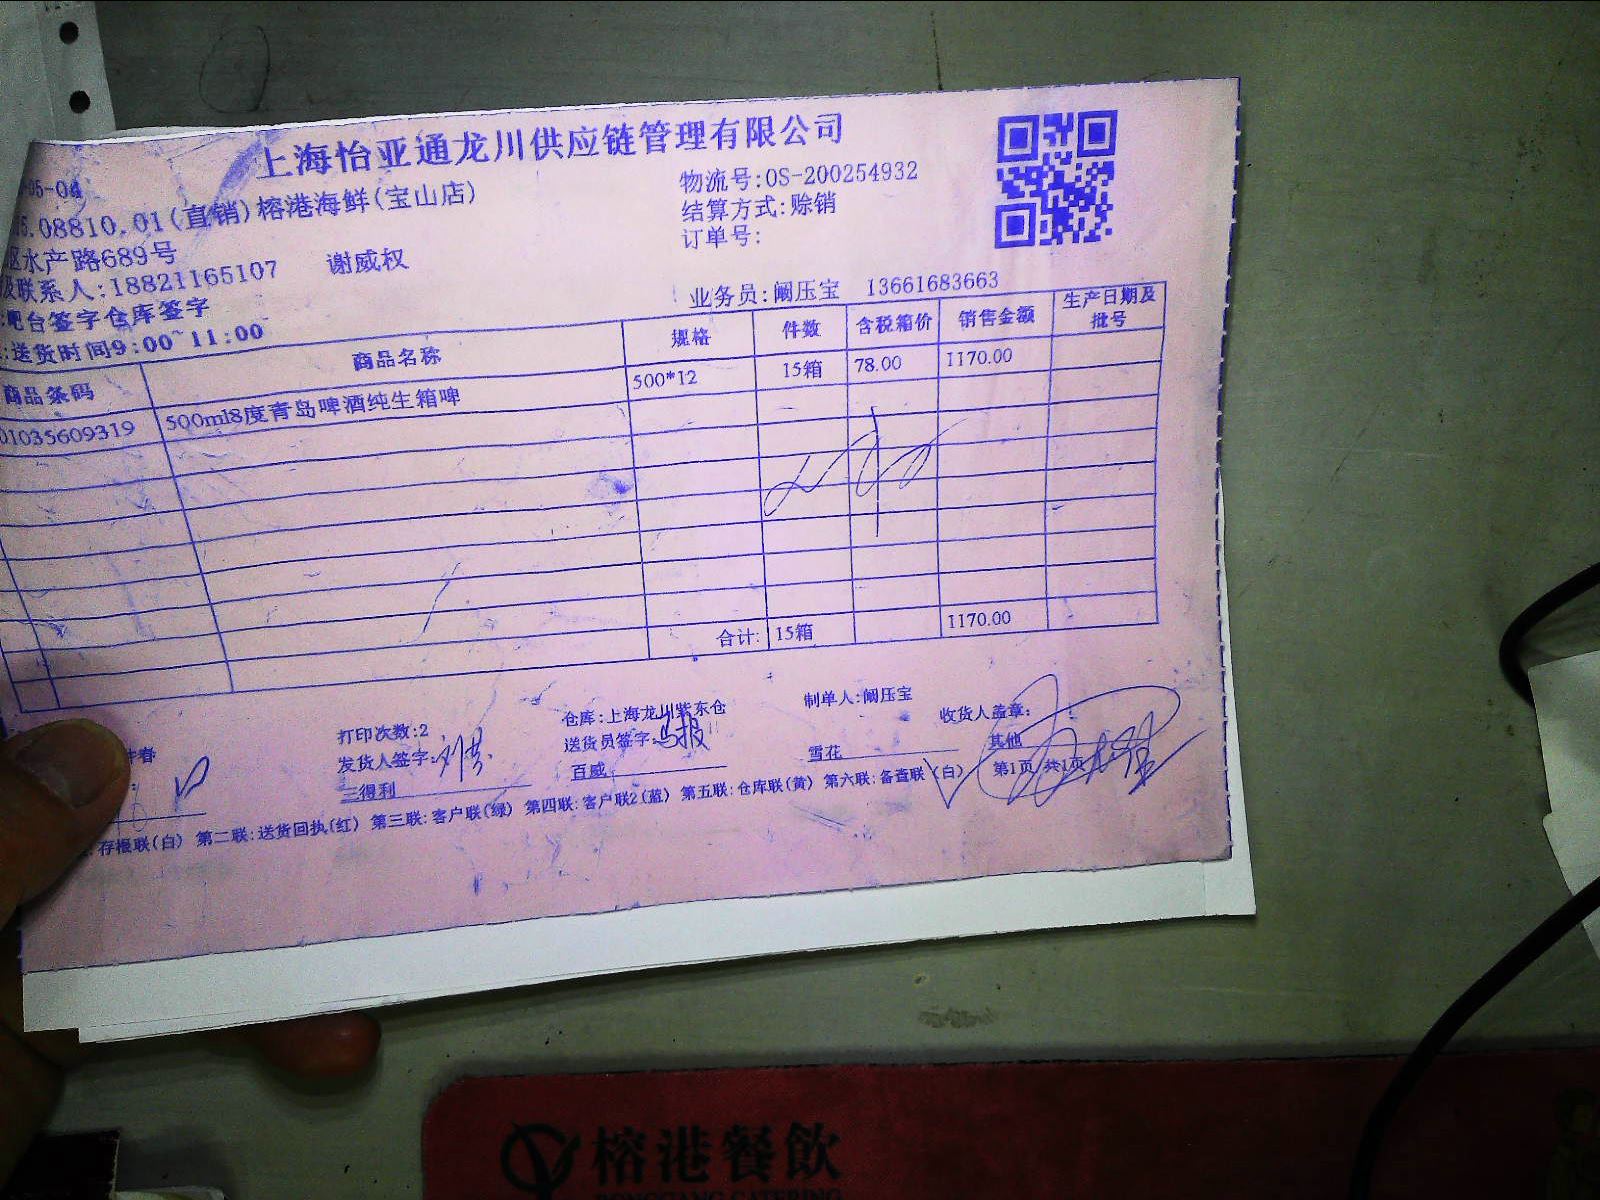 上海怡亚通龙川供应链管理有限公司
-05-04
物流号:OS-200254932
.08810.01(直销)榕港海鲜(宝山店)
结算方式:赊销
区水产路689号
订单号:
及联系人:18821165107 谢威权
业务员:阚压宝 13661683663
吧台签字仓库签字
:送货时间9:00~11:00
商品条码 商品名称 规格 件数 含税箱价 销售金额 生产日期及批号
01035609319 500ml8度青岛啤酒纯生箱啤 500*12 15箱 78.00 1170.00
合计: 15箱 1170.00
打印次数:2 仓库:上海龙川紫东仓 制单人:阚压宝 收货人盖章:
发货人签字: 送货员签字: 雪花 其他
三得利 百威
存根联(白) 第二联:送货回执(红) 第三联:客户联(绿) 第四联:客户联2(蓝) 第五联:仓库联(黄) 第六联:备查联(白) 第1页 共1页
榕港餐飲
RONGGANG CATERING